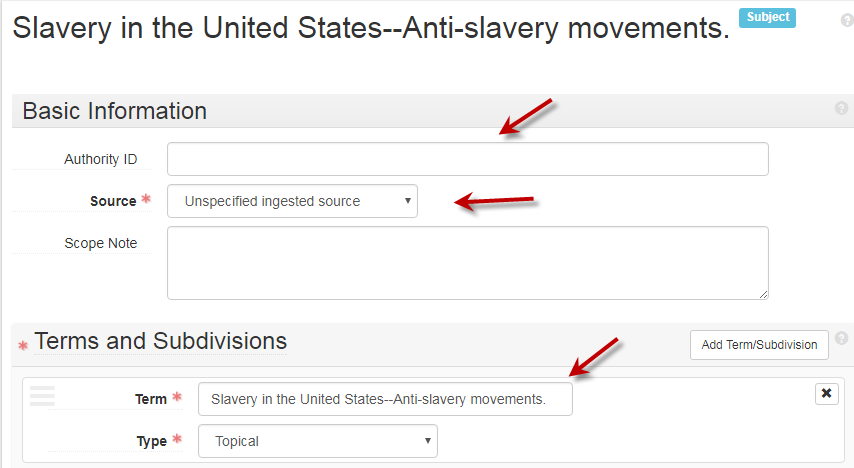 Slavery in the United States--Anti-slavery movements. Subject
Basic Information
Authority ID
Source * Unspecified ingested source
Scope Note
* Terms and Subdivisions Add Term/Subdivision
Term * Slavery in the United States--Anti-slavery movements.
Type * Topical